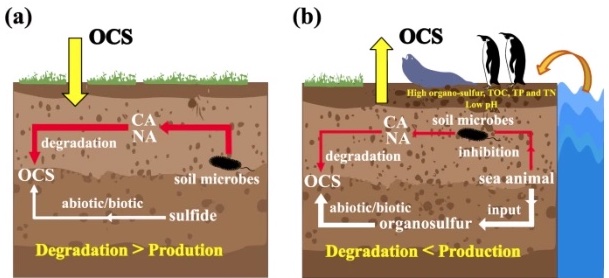 (a)
OCS
CA
NA
degradation
OCS
soil microbes
abiotic/biotic
sulfide
Degradation > Prodution
(b)
OCS
High organo-sulfur, TOC, TP and TN
Low pH
soil microbes
CA
NA
degradation
inhibition
OCS
sea animal
abiotic/biotic
input
organosulfur
Degradation < Production